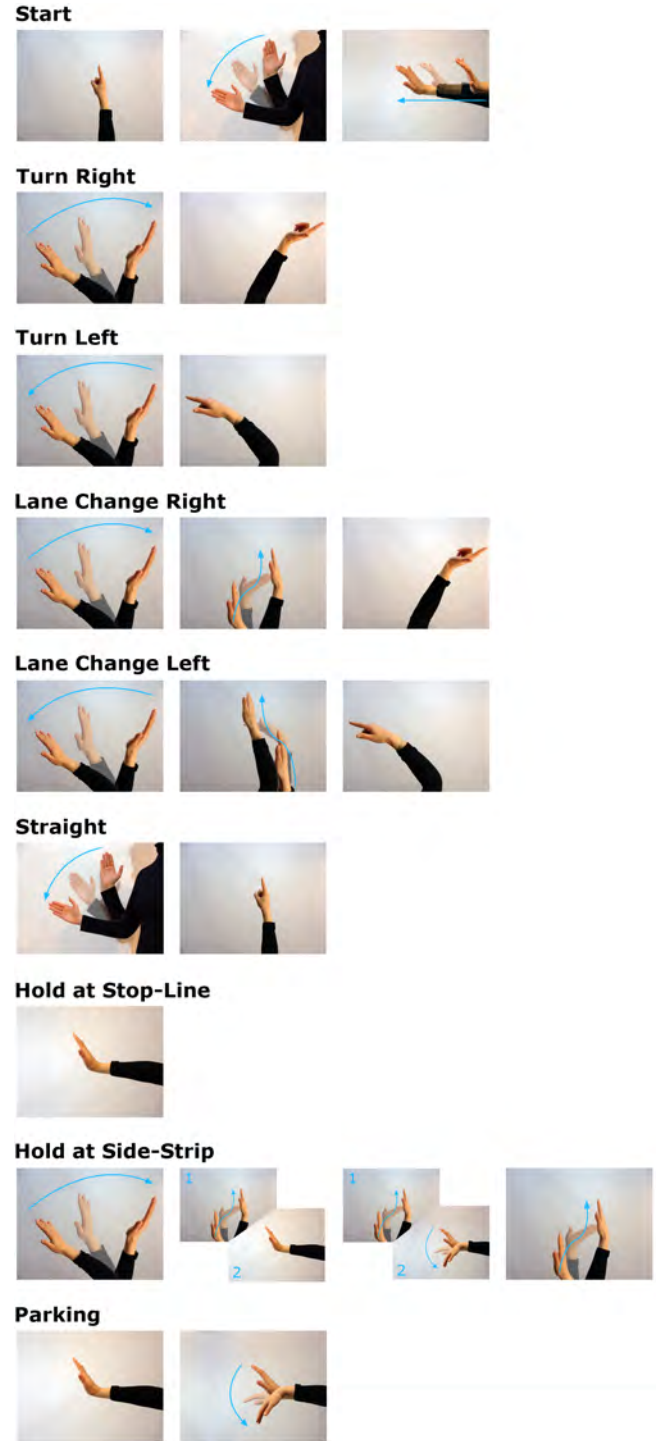 Start
Turn Right
Turn Left
Lane Change Right
Lane Change Left
Straight
Hold at Stop-Line
Hold at Side-Strip
1
2
1
2
Parking